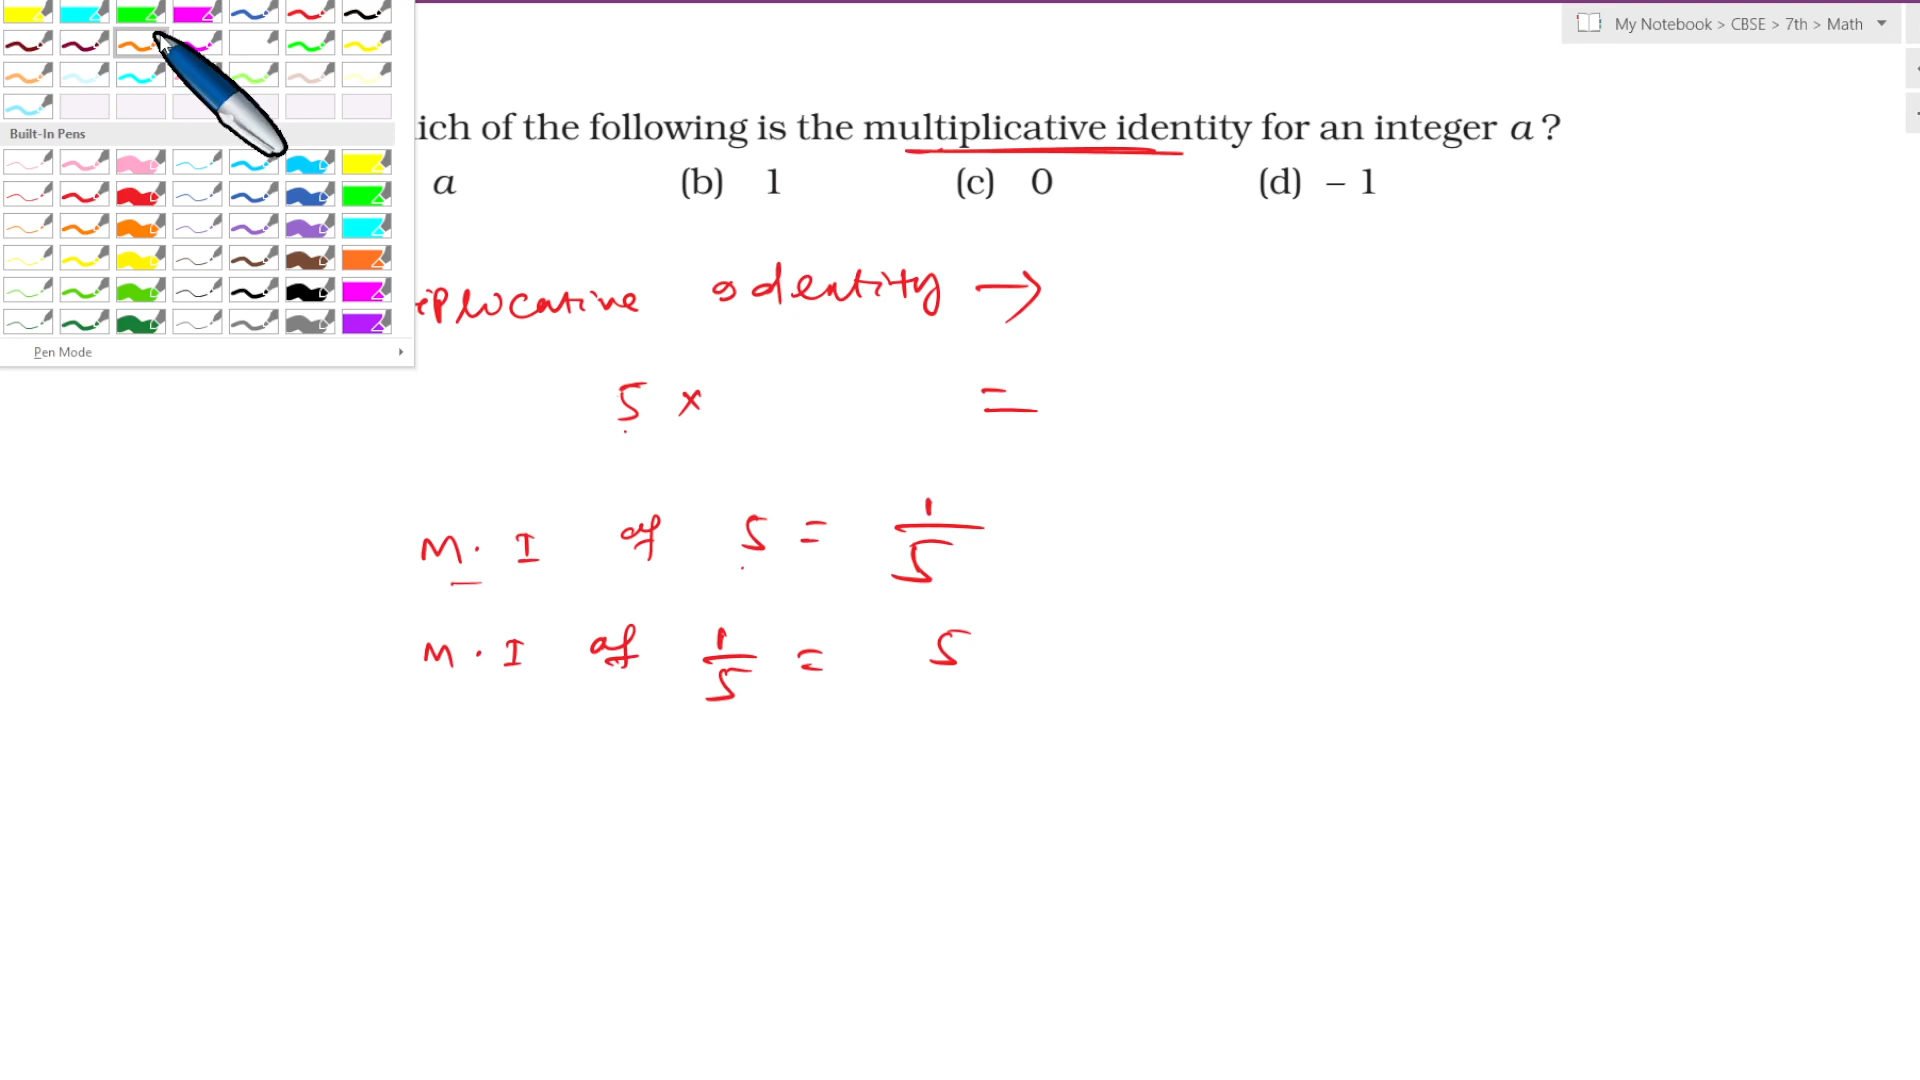 My Notebook > CBSE > 7th > Math
ich of the following is the multiplicative identity for an integer a ?
a (b) 1 (c) 0 (d) – 1
Built-In Pens
Pen Mode
iplocative identity →
5 × =
M. I of 5 = 1/5
M. I of 1/5 = 5